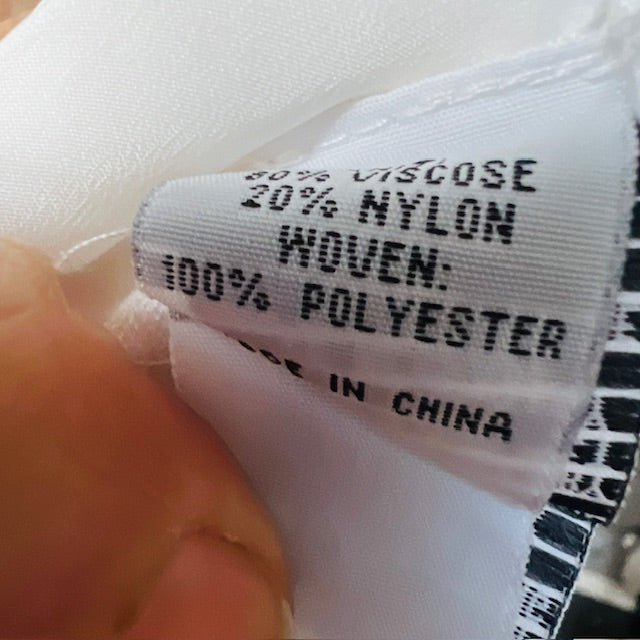 VISCOSE
20% NYLON
WOVEN:
100% POLYESTER
IN CHINA